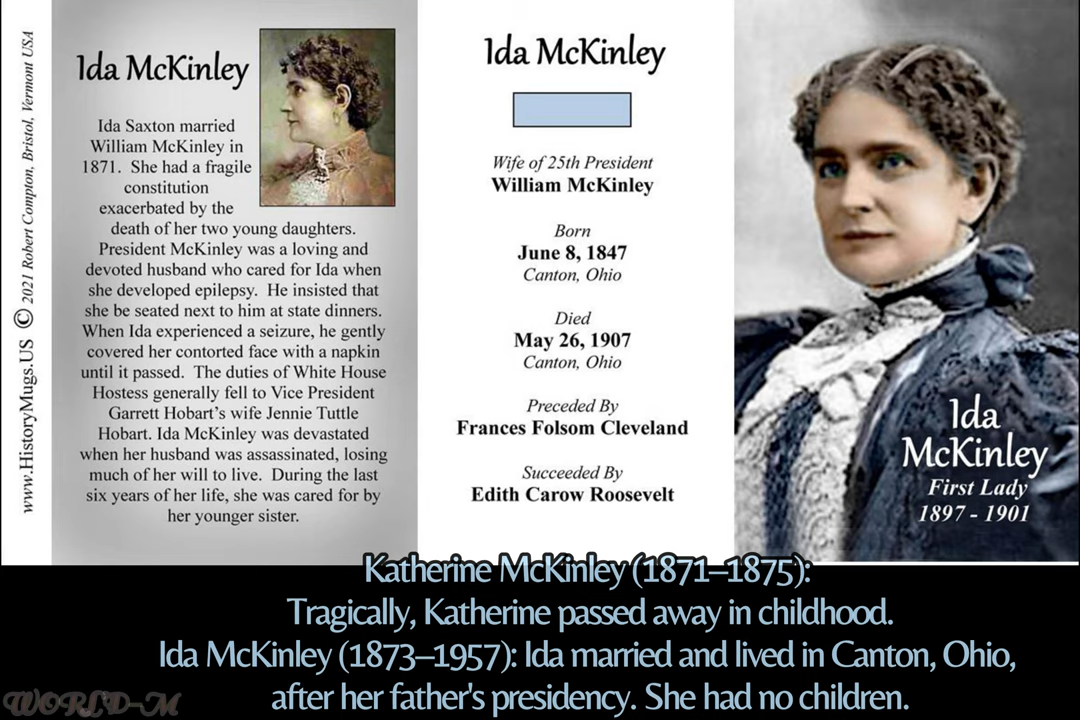 www.HistoryMugs.US © 2021 Robert Compton, Bristol, Vermont USA
Ida McKinley
Ida Saxton married
William McKinley in
1871. She had a fragile
constitution
exacerbated by the
death of her two young daughters.
President McKinley was a loving and
devoted husband who cared for Ida when
she developed epilepsy. He insisted that
she be seated next to him at state dinners.
When Ida experienced a seizure, he gently
covered her contorted face with a napkin
until it passed. The duties of White House
Hostess generally fell to Vice President
Garrett Hobart's wife Jennie Tuttle
Hobart. Ida McKinley was devastated
when her husband was assassinated, losing
much of her will to live. During the last
six years of her life, she was cared for by
her younger sister.
Ida McKinley
Wife of 25th President
William McKinley
Born
June 8, 1847
Canton, Ohio
Died
May 26, 1907
Canton, Ohio
Preceded By
Frances Folsom Cleveland
Succeeded By
Edith Carow Roosevelt
Ida
McKinley
First Lady
1897 - 1901
Katherine McKinley (1871–1875):
Tragically, Katherine passed away in childhood.
Ida McKinley (1873–1957): Ida married and lived in Canton, Ohio,
after her father's presidency. She had no children.
WORLD-M